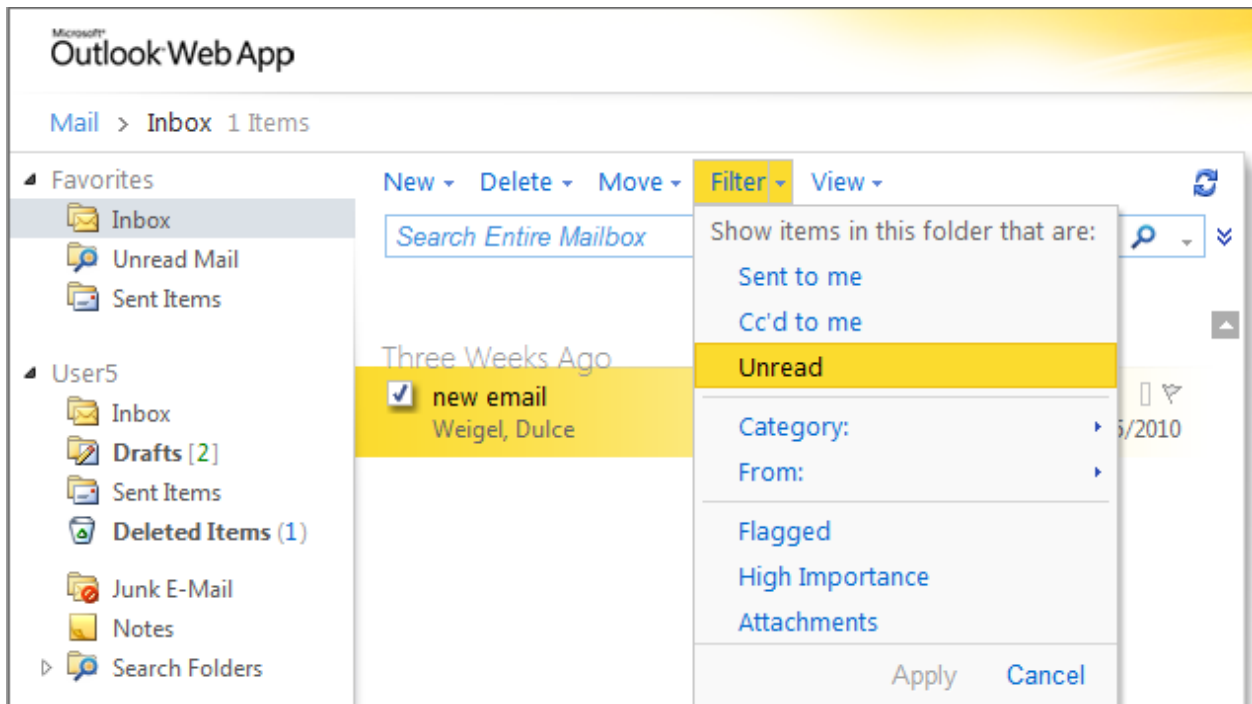 Microsoft®
Outlook Web App
Mail > Inbox 1 Items
Favorites
Inbox
Unread Mail
Sent Items
User5
Inbox
Drafts [2]
Sent Items
Deleted Items (1)
Junk E-Mail
Notes
Search Folders
New Delete Move Filter View
Search Entire Mailbox
Three Weeks Ago
new email
Weigel, Dulce
5/2010
Show items in this folder that are:
Sent to me
Cc'd to me
Unread
Category:
From:
Flagged
High Importance
Attachments
Apply Cancel